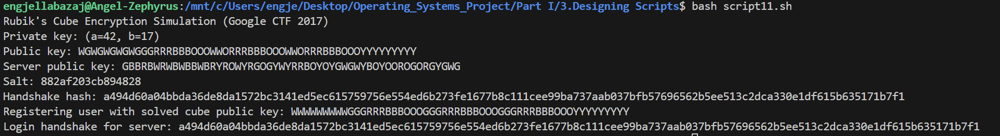 engjellabazaj@Angel-Zephyrus:/mnt/c/Users/engje/Desktop/Operating_Systems_Project/Part I/3.Designing Scripts$ bash script11.sh
Rubik's Cube Encryption Simulation (Google CTF 2017)
Private key: (a=42, b=17)
Public key: WGWGWGWGWGGGRRRBBBOOOWWORRRBBBOOOWWORRRBBBOOOYYYYYYYYY
Server public key: GBBRBWRWBWBBWBRYROWYRGOGYWYRRBOYOYGWGWYBOYOOROGORGYGWG
Salt: 882af203cb894828
Handshake hash: a494d60a04bbda36de8da1572bc3141ed5ec615759756e554ed6b273fe1677b8c111cee99ba737aab037bfb57696562b5ee513c2dca330e1df615b635171b7f1
Registering user with solved cube public key: WWWWWWWWWGGGRRRBBBOOOGGGRRRBBBOOOGGGRRRBBBOOOYYYYYYYYY
Login handshake for server: a494d60a04bbda36de8da1572bc3141ed5ec615759756e554ed6b273fe1677b8c111cee99ba737aab037bfb57696562b5ee513c2dca330e1df615b635171b7f1